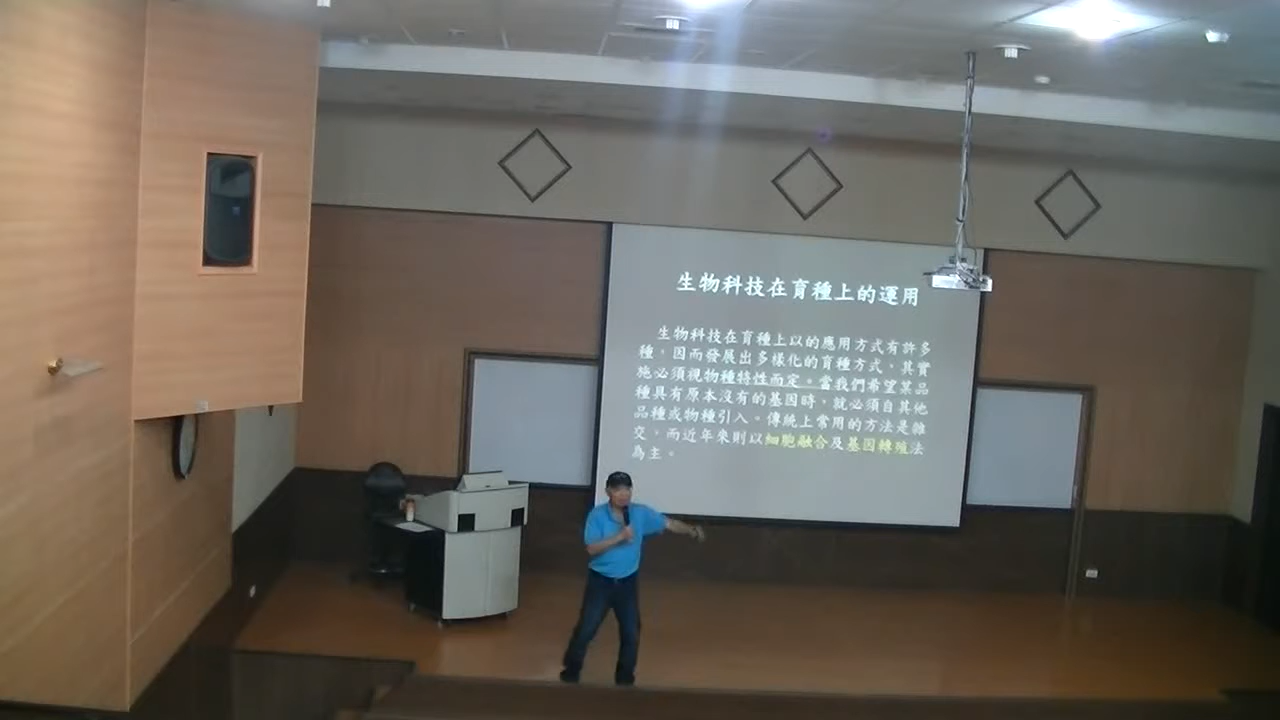 生物科技在育種上的運用
生物科技在育種上以的應用方式有許多
種，因而發展出多樣化的育種方式，其實
施必須視物種特性而定。當我們希望某品
種具有原本沒有的基因時，就必須自其他
品種或物種引入。傳統上常用的方法是雜
交，而近年來則以細胞融合及基因轉殖法
為主。